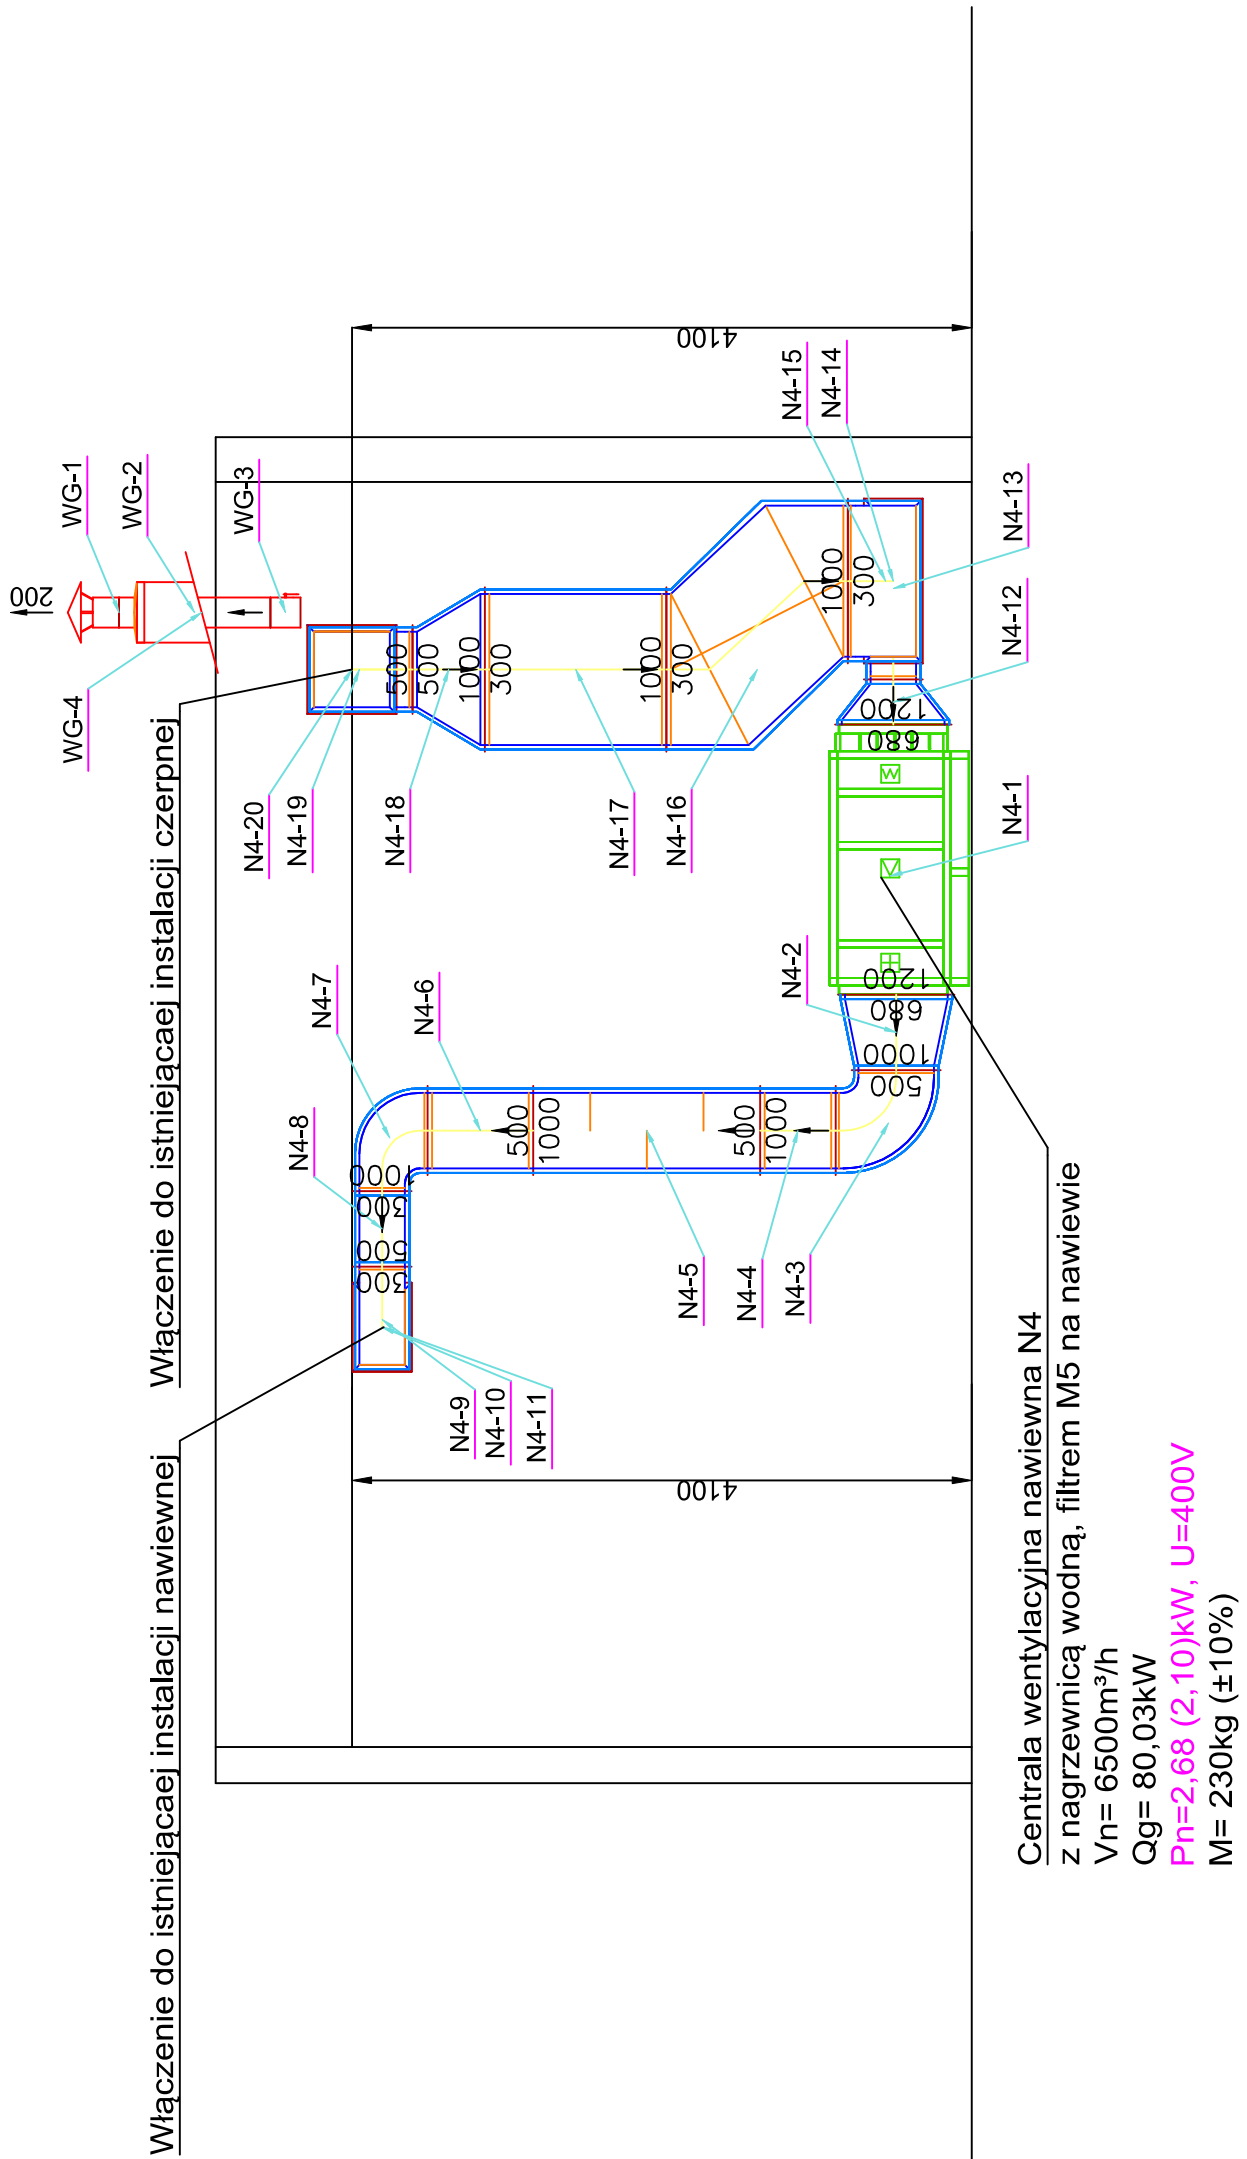 200
WG-1
WG-2
WG-3
WG-4
Włączenie do istniejącaej instalacji czerpnej
N4-20
N4-19
N4-18
N4-17
N4-16
N4-15
N4-14
N4-13
N4-12
N4-1
N4-2
N4-7
N4-6
N4-8
N4-5
N4-4
N4-3
N4-9
N4-10
N4-11
Włączenie do istniejącaej instalacji nawiewnej
4100
4100
500
500
1000
300
1000
300
1000
300
1200
680
1200
680
1000
500
500
1000
500
1000
1000
300
500
300
Centrala wentylacyjna nawiewna N4
z nagrzewnicą wodną, filtrem M5 na nawiewie
Vn= 6500m³/h
Qg= 80,03kW
Pn=2,68 (2,10)kW, U=400V
M= 230kg (±10%)